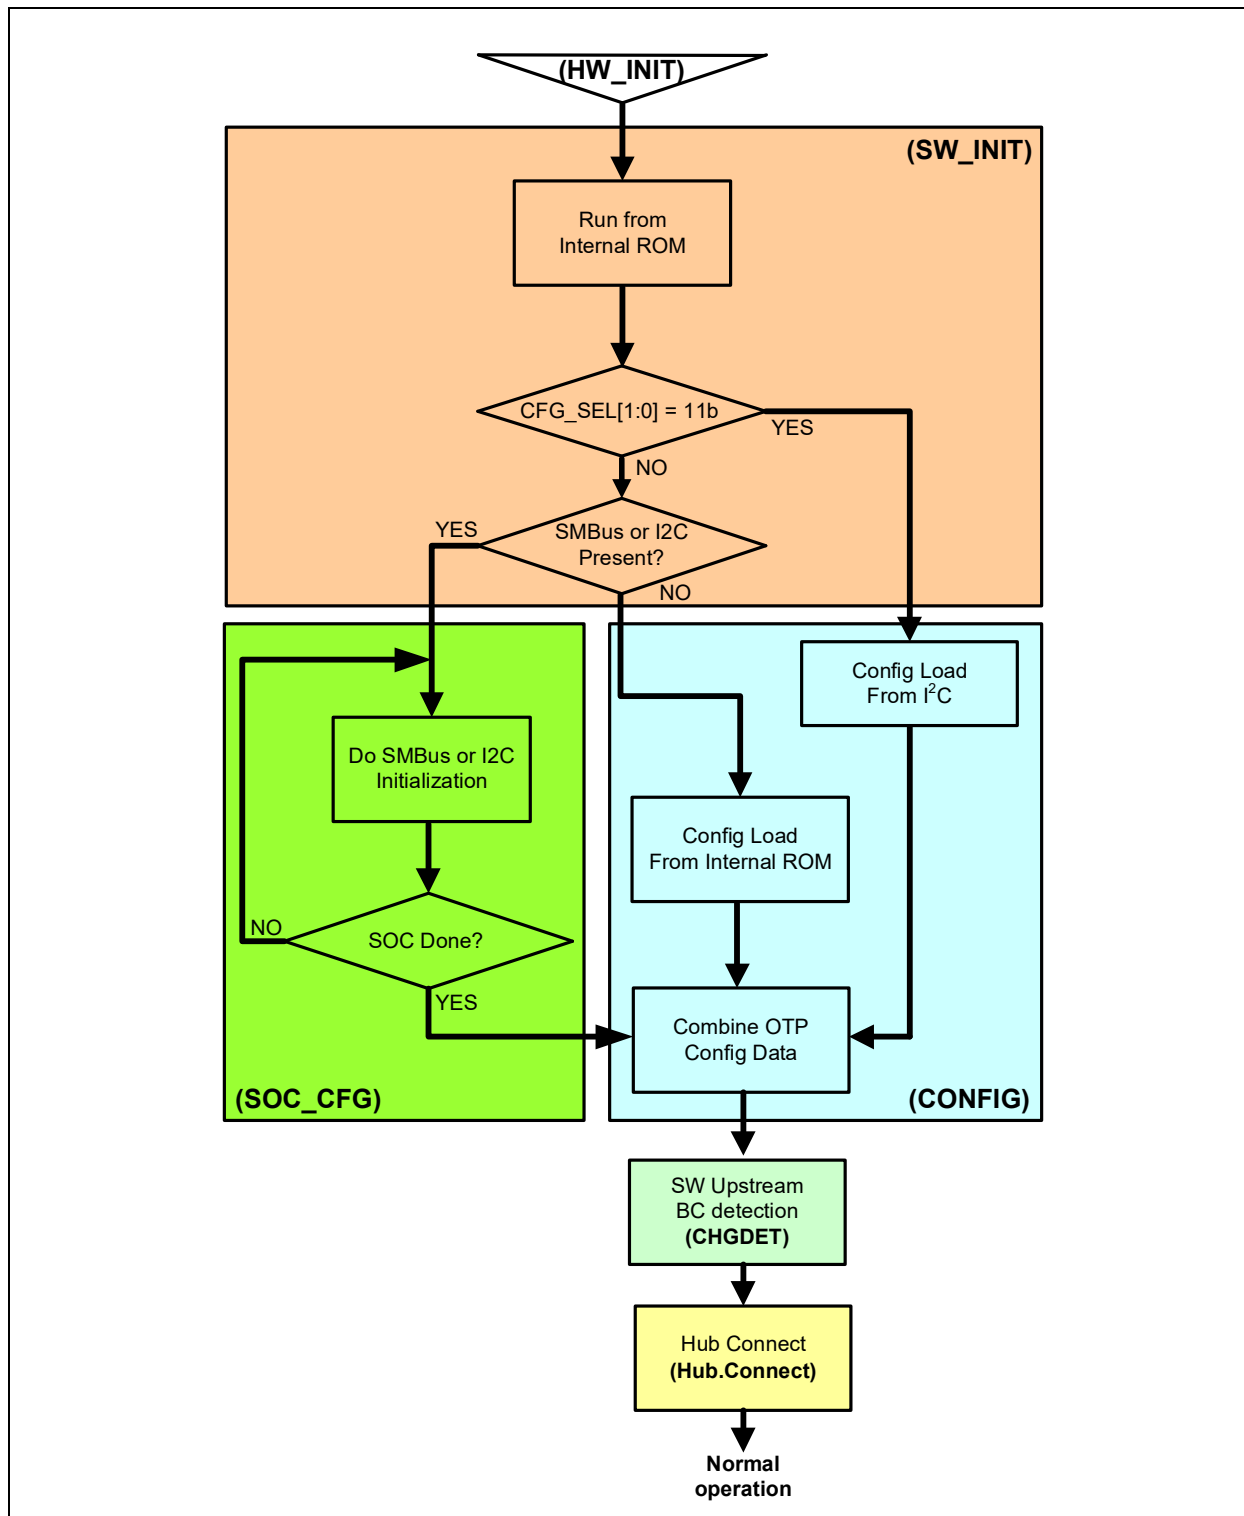 (HW_INIT)
(SW_INIT)
Run from
Internal ROM
CFG_SEL[1:0] = 11b
YES
NO
YES
SMBus or I2C
Present?
NO
Config Load
From I²C
Do SMBus or I2C
Initialization
Config Load
From Internal ROM
NO
SOC Done?
YES
Combine OTP
Config Data
(SOC_CFG)
(CONFIG)
SW Upstream
BC detection
(CHGDET)
Hub Connect
(Hub.Connect)
Normal
operation